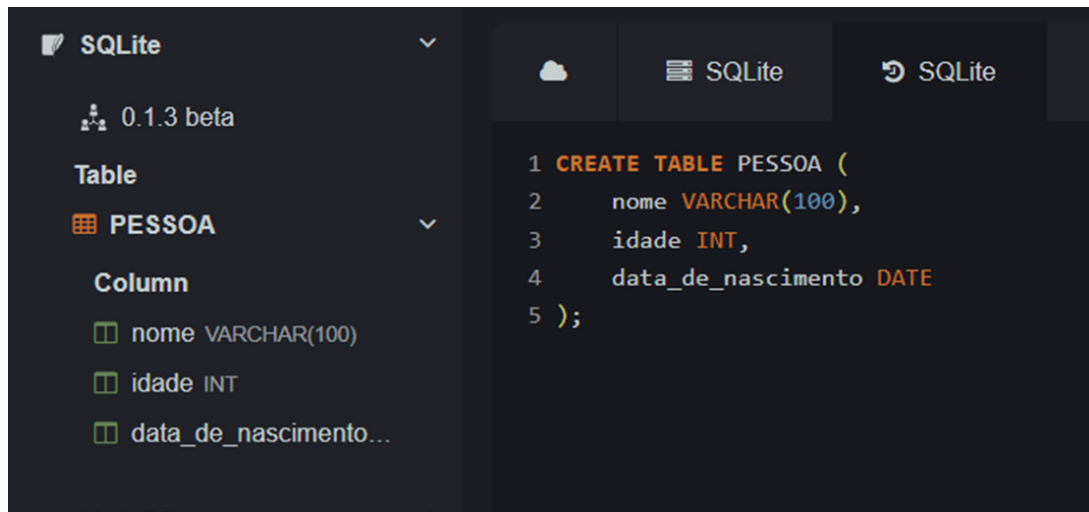 SQLite
0.1.3 beta
Table
PESSOA
Column
nome VARCHAR(100)
idade INT
data_de_nascimento...
SQLite
SQLite
1 CREATE TABLE PESSOA (
2 nome VARCHAR(100),
3 idade INT,
4 data_de_nascimento DATE
5 );